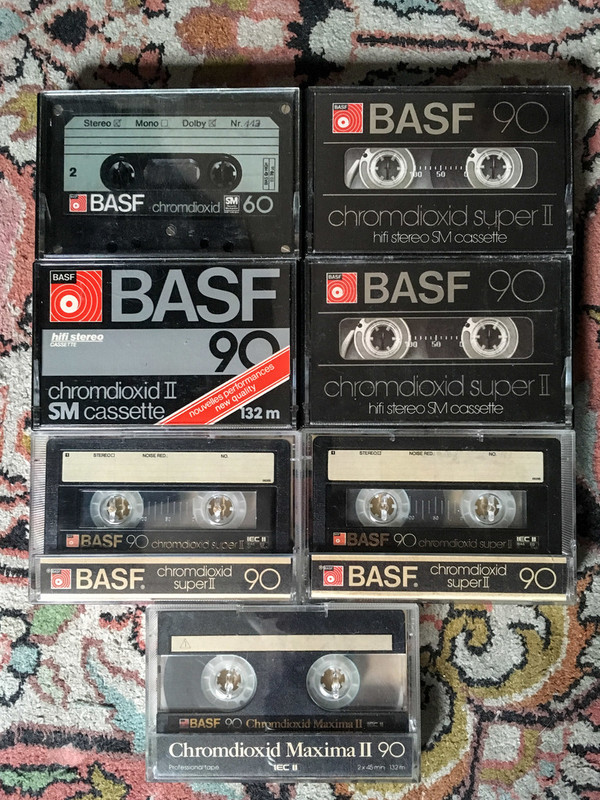 Stereo Mono Dolby Nr. 443
2
BASF chromdioxid SM 60
BASF
BASF 90
100 50 0
chromdioxid super II
hifi stereo SM cassette
BASF
BASF
hifi stereo
CASSETTE
90
chromdioxid II
SM cassette
nouvelles performances
new quality
132 m
BASF
BASF 90
100 50 0
chromdioxid super II
hifi stereo SM cassette
1 STEREO NOISE RED. NO.
BASF 90 chromdioxid super II IEC II
BASF chromdioxid
super II 90
1 STEREO NOISE RED. NO.
BASF 90 chromdioxid super II IEC II
BASF chromdioxid
super II 90
BASF 90 Chromdioxid Maxima II IEC II
Chromdioxid Maxima II 90
Professional tape IEC II 2 x 45 min 132 m